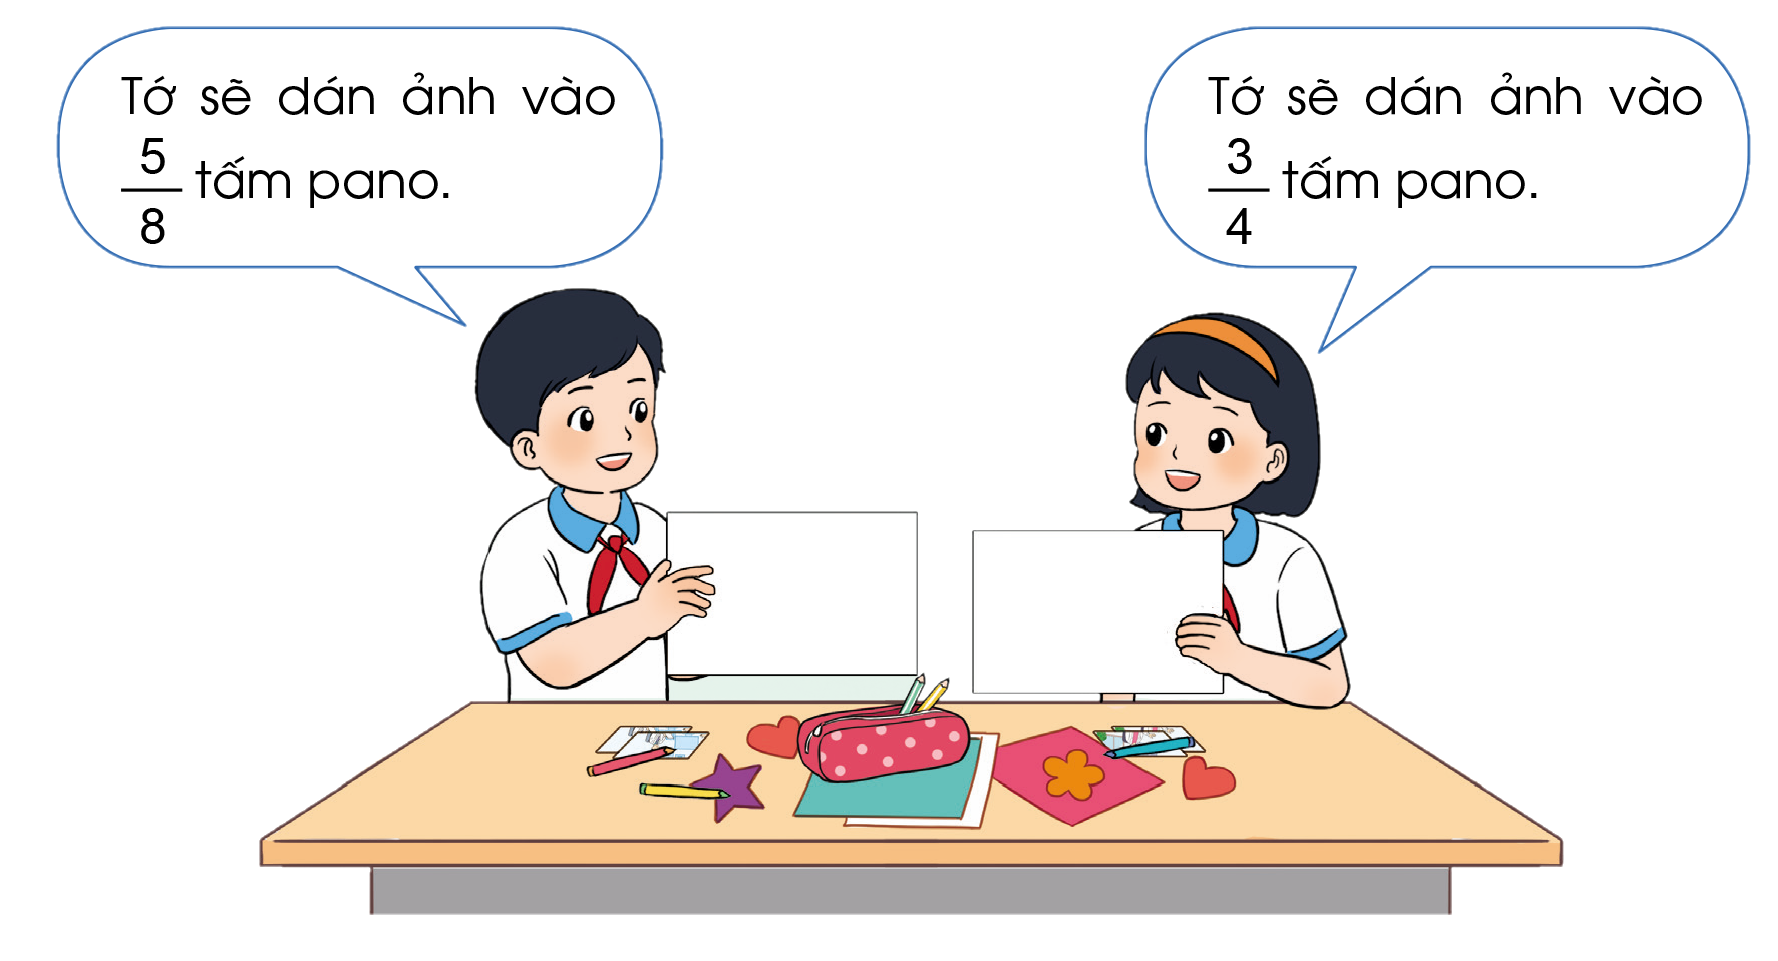 Tớ sẽ dán ảnh vào
5/8 tấm pano.
Tớ sẽ dán ảnh vào
3/4 tấm pano.